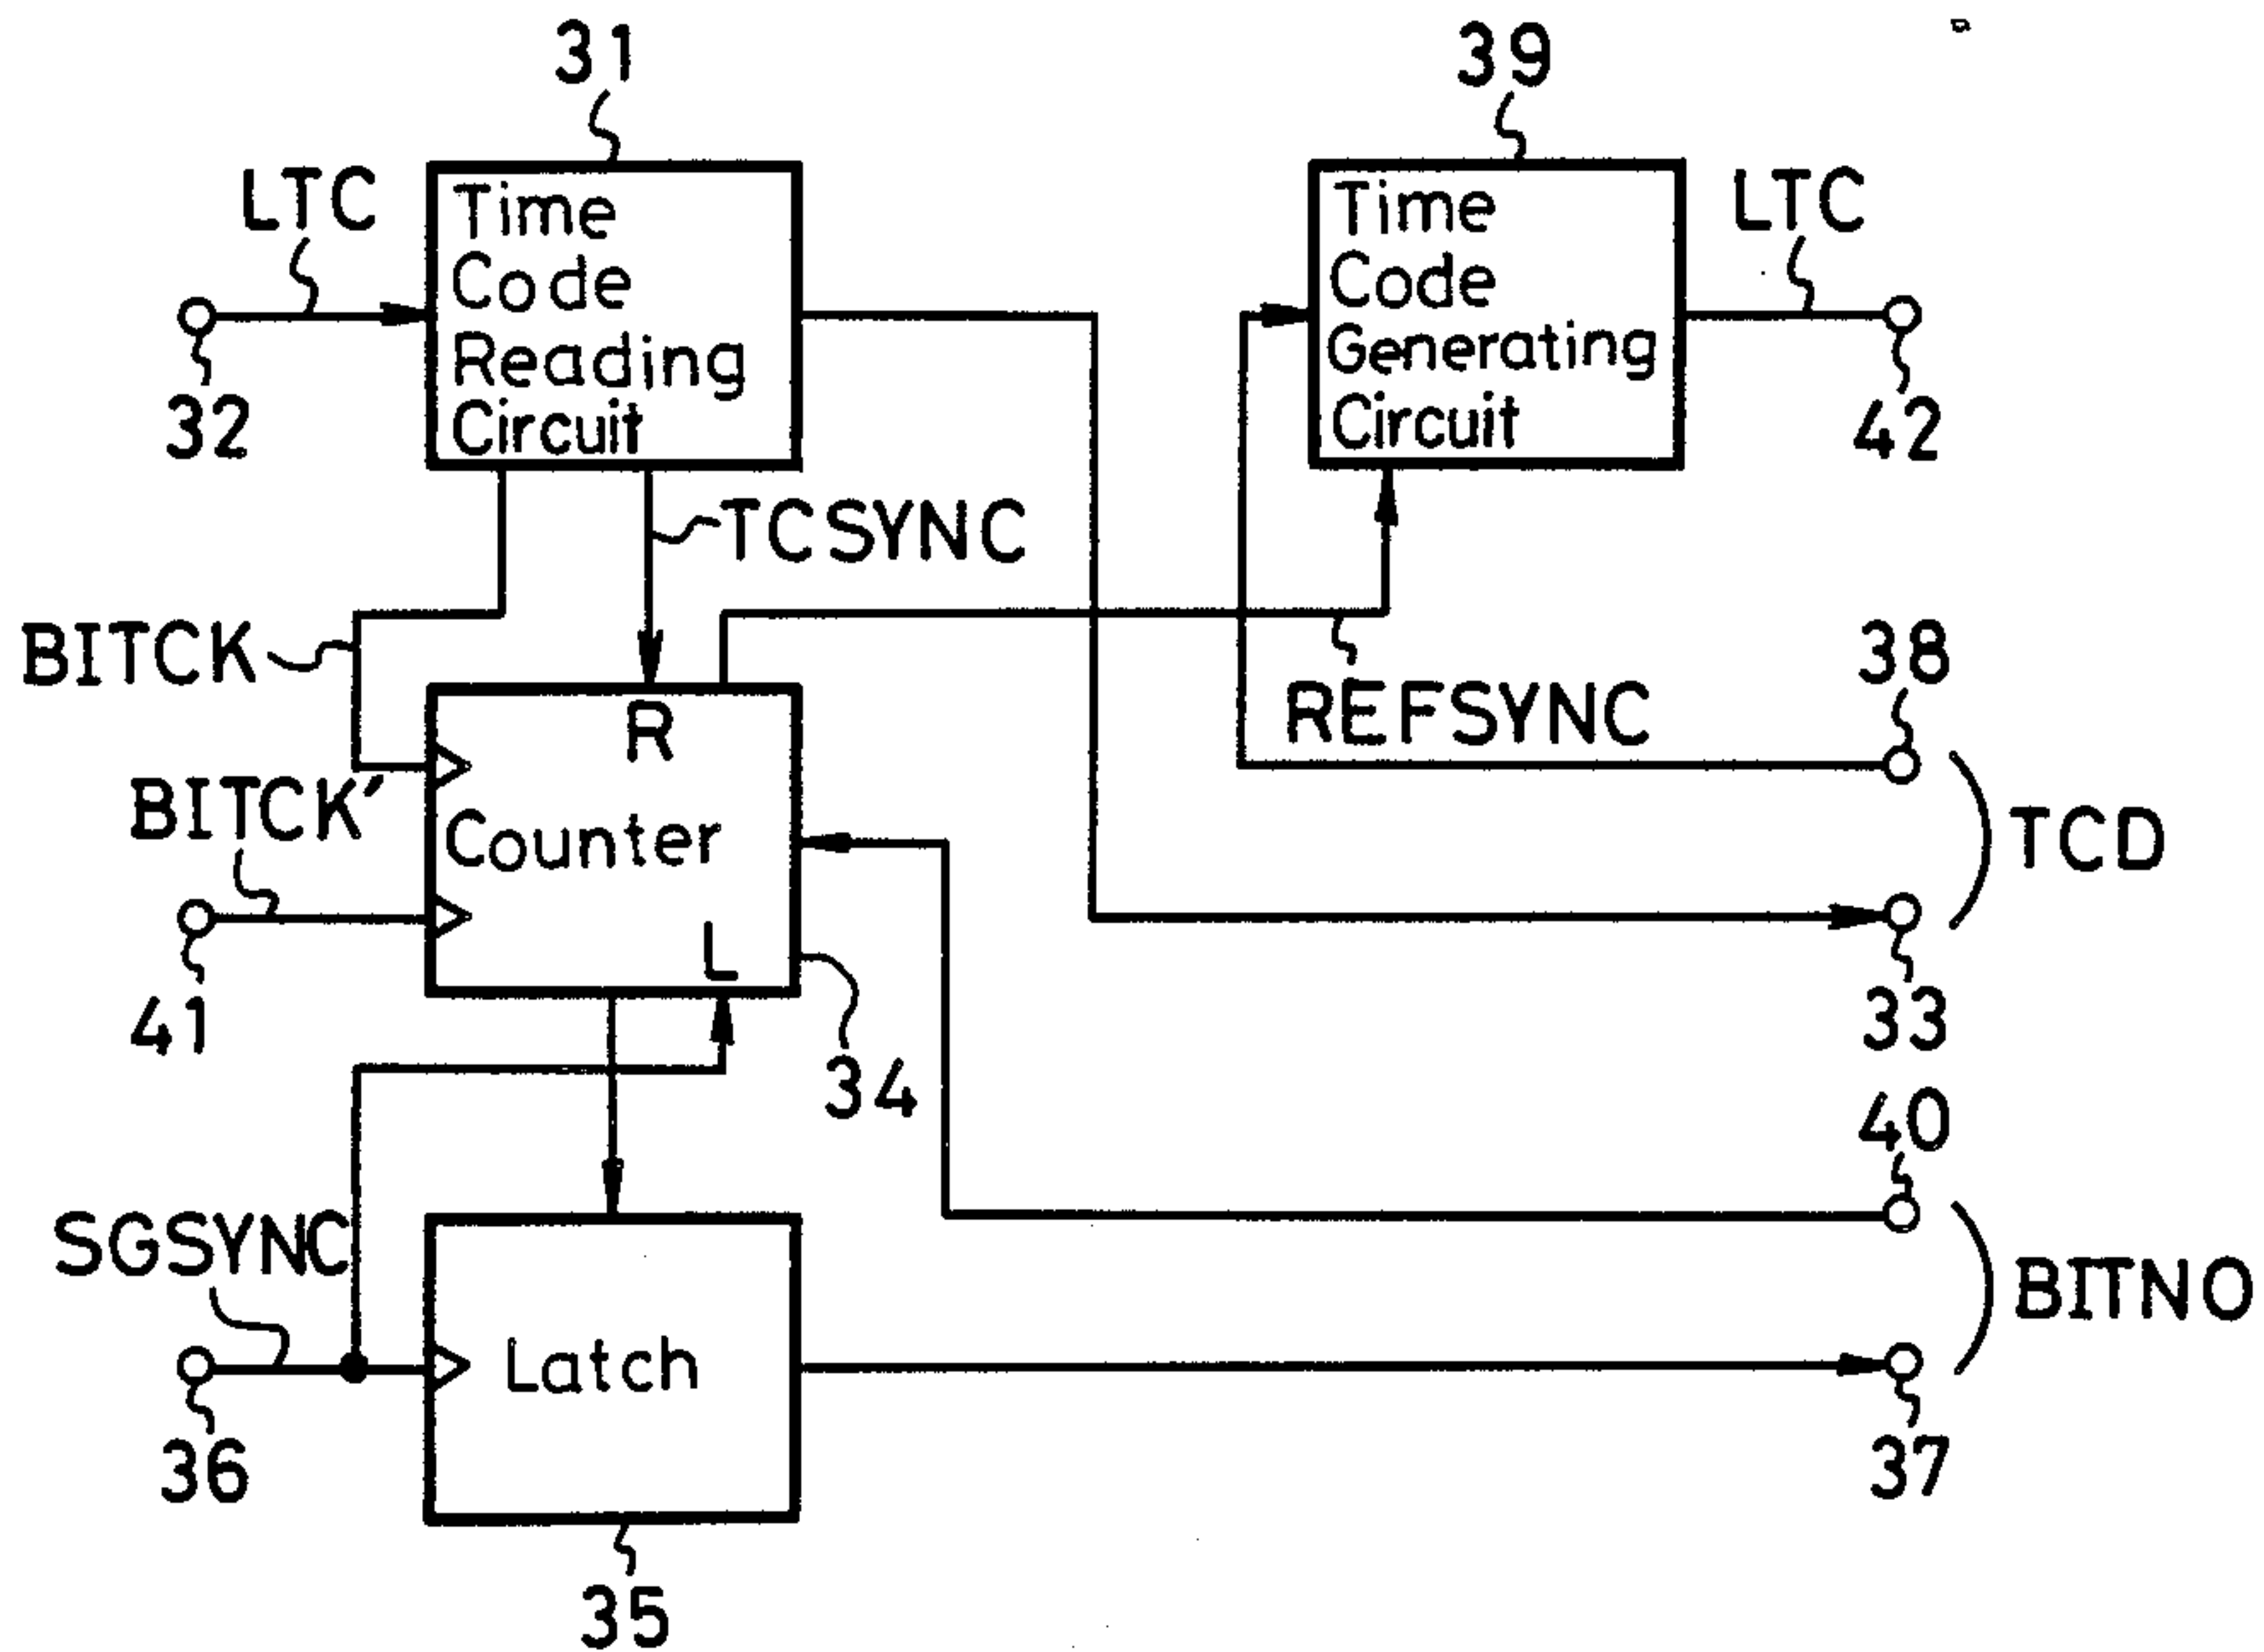 31
39
LTC
Time
Code
Reading
Circuit
Time
Code
Generating
Circuit
LTC
32
42
TCSYNC
BITCK
R
REFSYNC
38
BITCK'
Counter
TCD
L
41
33
34
40
SGSYNC
BITNO
Latch
36
37
35